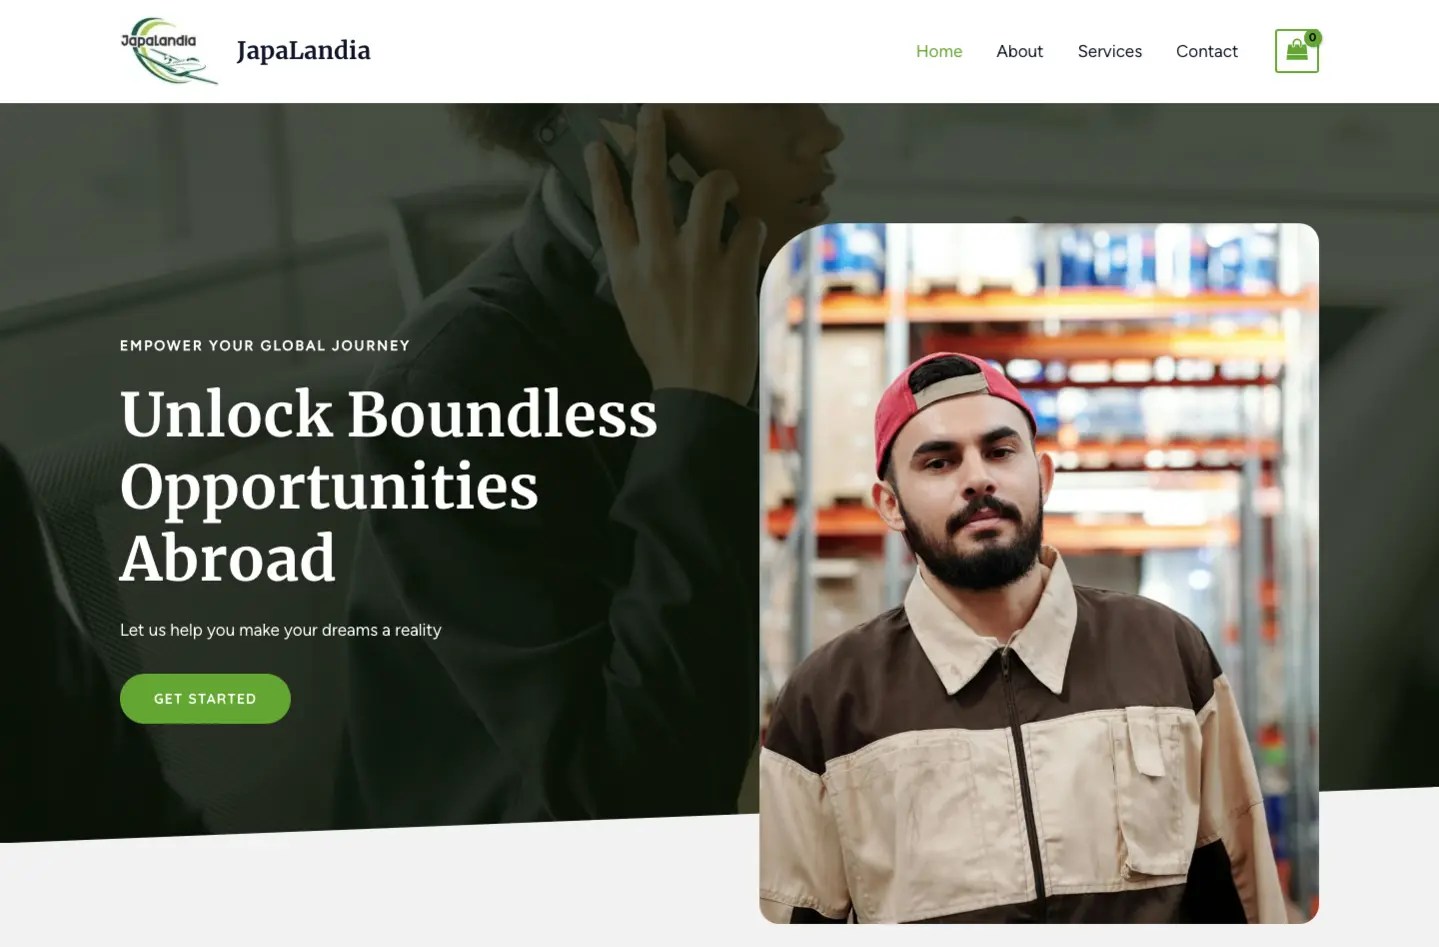 Japalandia
JapaLandia
Home
About
Services
Contact
0
EMPOWER YOUR GLOBAL JOURNEY
Unlock Boundless
Opportunities
Abroad
Let us help you make your dreams a reality
GET STARTED